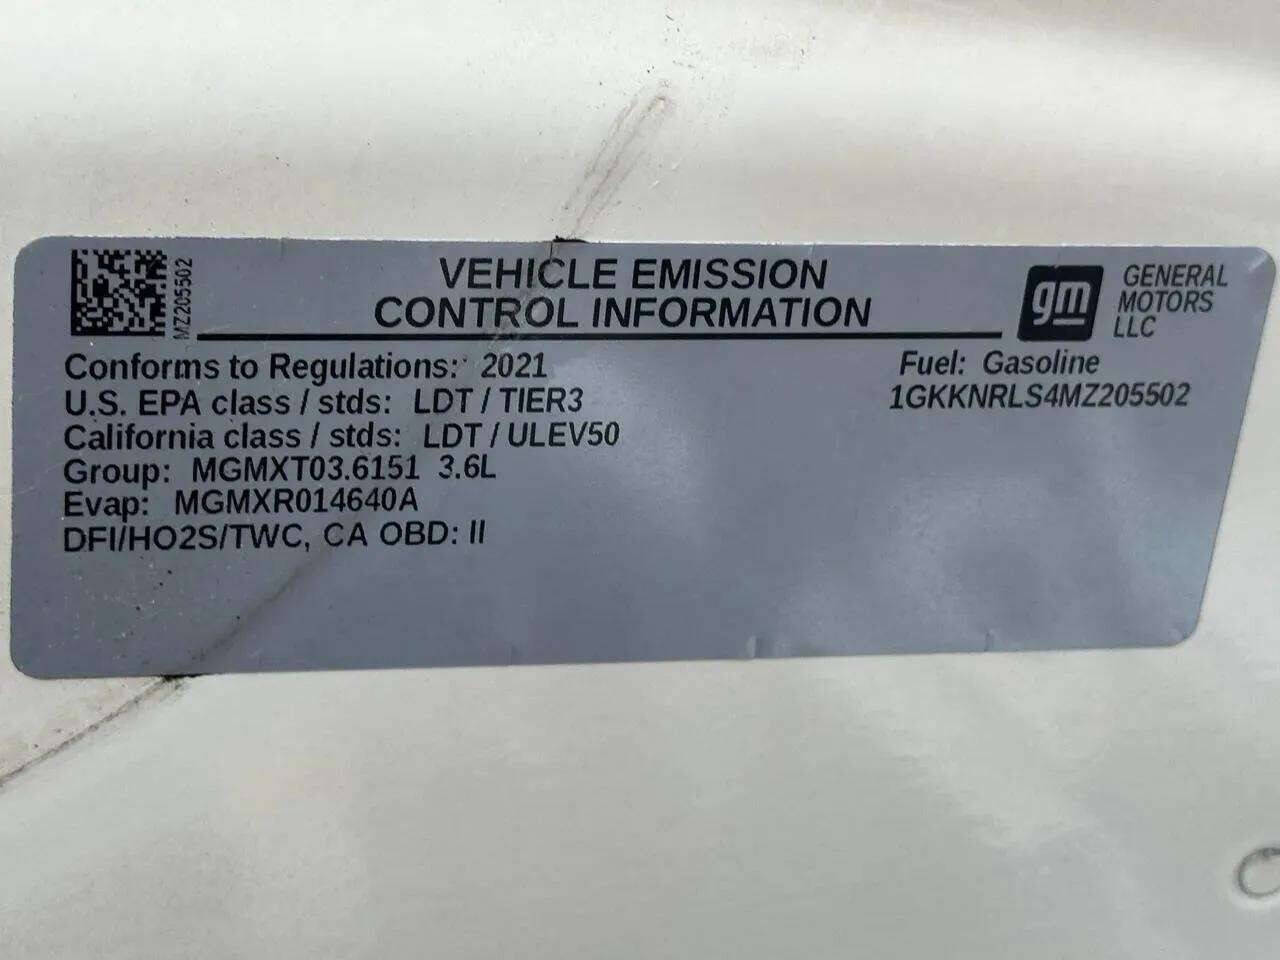 MZ205502
VEHICLE EMISSION
CONTROL INFORMATION
gm
GENERAL
MOTORS
LLC
Conforms to Regulations: 2021
U.S. EPA class / stds: LDT / TIER3
California class / stds: LDT / ULEV50
Group: MGMXT03.6151 3.6L
Evap: MGMXR014640A
DFI/HO2S/TWC, CA OBD: II
Fuel: Gasoline
1GKKNRLS4MZ205502